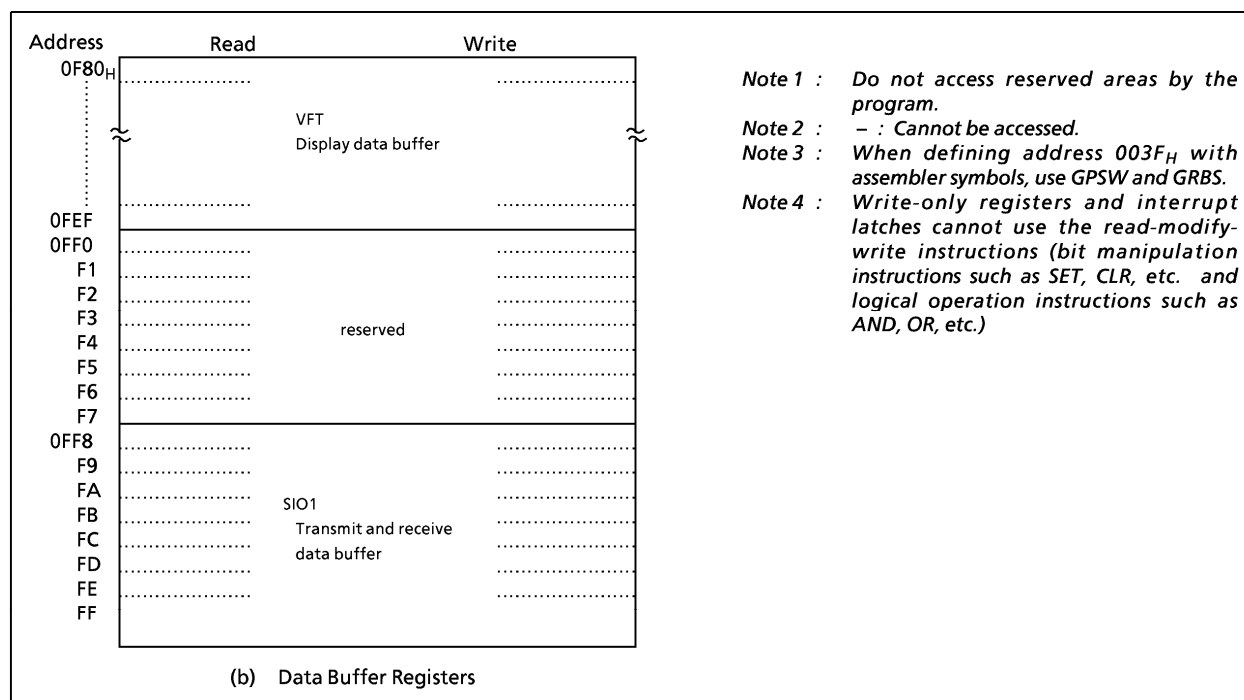 Address Read Write
0F80H
VFT
Display data buffer
0FEF
0FF0
F1
F2
F3
reserved
F4
F5
F6
F7
0FF8
F9
FA
SIO1
FB
Transmit and receive
FC
data buffer
FD
FE
FF
(b) Data Buffer Registers
Note 1 : Do not access reserved areas by the
program.
Note 2 : – : Cannot be accessed.
Note 3 : When defining address 003FH with
assembler symbols, use GPSW and GRBS.
Note 4 : Write-only registers and interrupt
latches cannot use the read-modify-
write instructions (bit manipulation
instructions such as SET, CLR, etc. and
logical operation instructions such as
AND, OR, etc.)